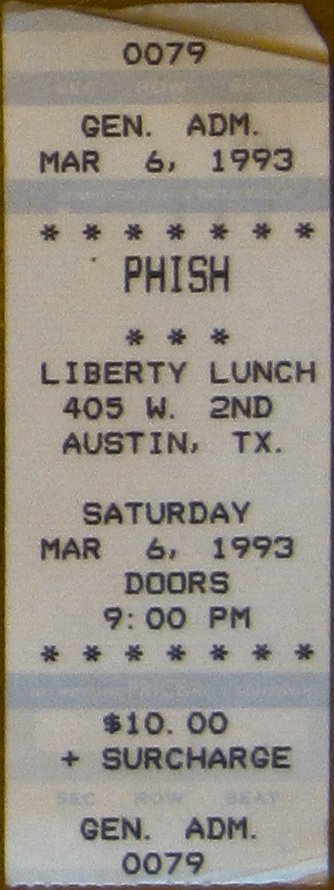 0079
SEC ROW SEAT
GEN. ADM.
MAR 6, 1993
* * * * * * *
PHISH
* * *
LIBERTY LUNCH
405 W. 2ND
AUSTIN, TX.
SATURDAY
MAR 6, 1993
DOORS
9:00 PM
* * * * * * *
$10.00
+ SURCHARGE
SEC ROW SEAT
GEN. ADM.
0079